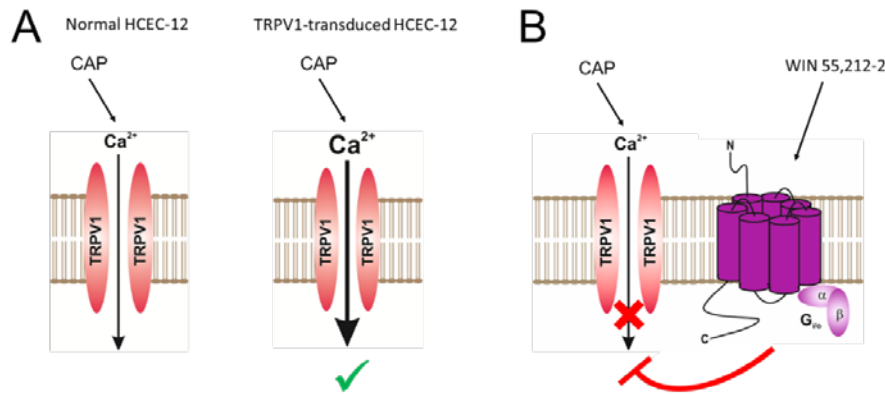 A
Normal HCEC-12
TRPV1-transduced HCEC-12
CAP
CAP
Ca²⁺
Ca²⁺
TRPV1
TRPV1
TRPV1
TRPV1
B
WIN 55,212-2
CAP
Ca²⁺
N
TRPV1
TRPV1
α
β
Gi/o
C